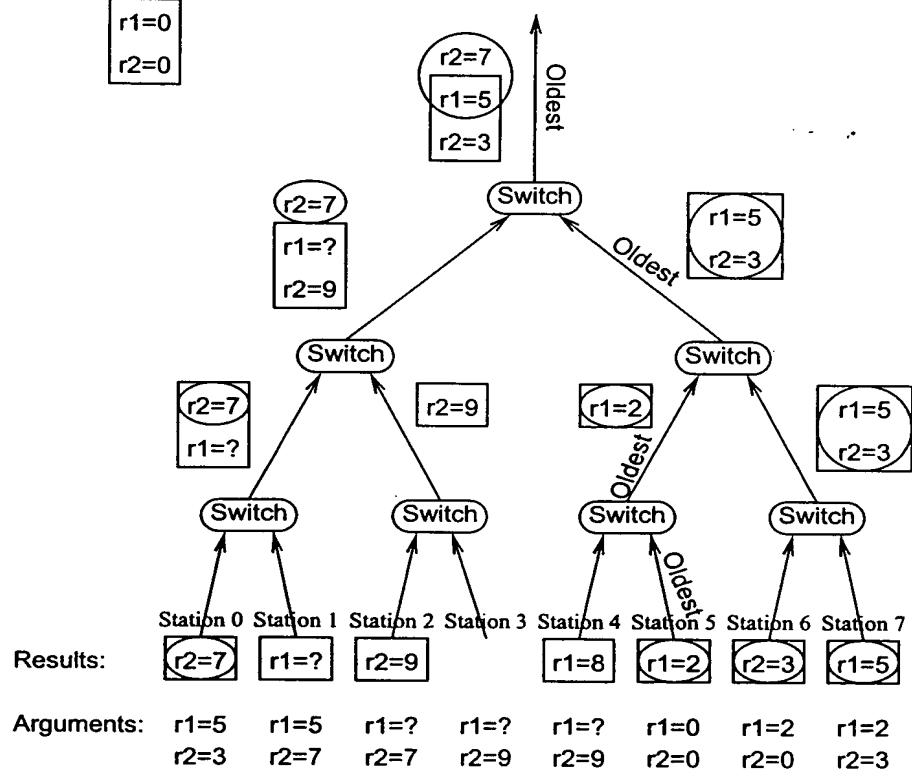 r1=0
r2=0
r2=7
r1=5
r2=3
Oldest
Switch
r2=7
r1=?
r2=9
Oldest
r1=5
r2=3
Switch
Switch
r2=7
r1=?
r2=9
r1=2
Oldest
r1=5
r2=3
Switch
Switch
Switch
Switch
Oldest
Station 0 Station 1 Station 2 Station 3 Station 4 Station 5 Station 6 Station 7
Results: r2=7 r1=? r2=9 r1=8 r1=2 r2=3 r1=5
Arguments: r1=5 r1=5 r1=? r1=? r1=? r1=0 r1=2 r1=2
r2=3 r2=7 r2=7 r2=9 r2=9 r2=0 r2=0 r2=3